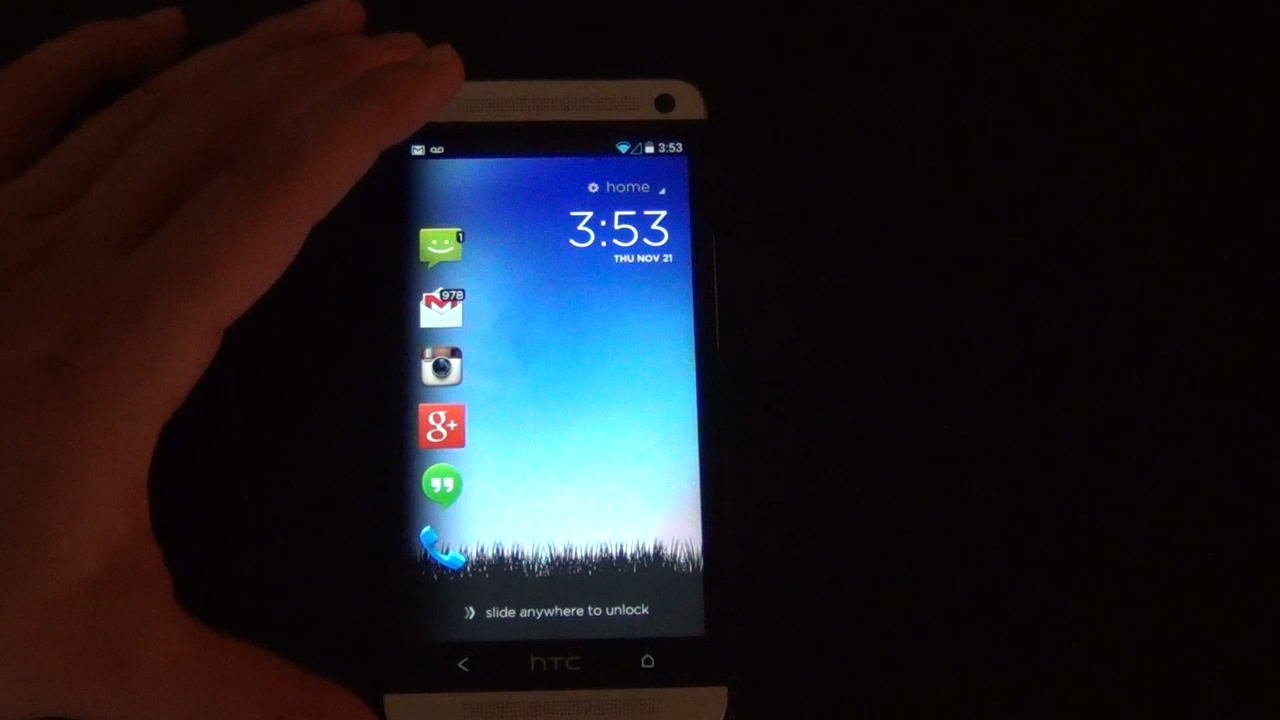 3:53
home
3:53
THU NOV 21
1
978
g+
slide anywhere to unlock
hTC